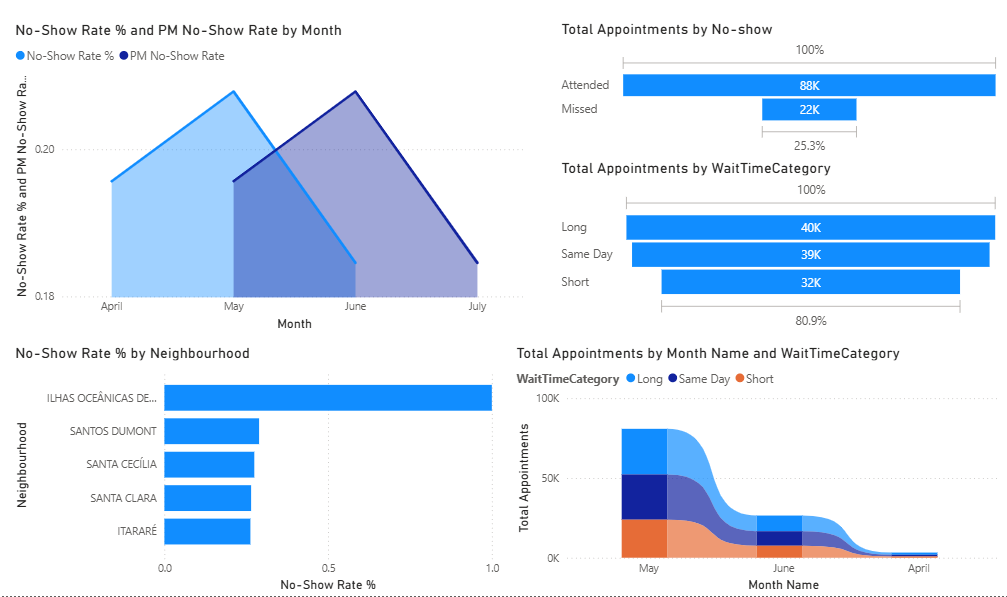 No-Show Rate % and PM No-Show Rate by Month
No-Show Rate % PM No-Show Rate
No-Show Rate % and PM No-Show Ra...
0.20
0.18
April May June July
Month
Total Appointments by No-show
100%
Attended 88K
Missed 22K
25.3%
Total Appointments by WaitTimeCategory
100%
Long 40K
Same Day 39K
Short 32K
80.9%
No-Show Rate % by Neighbourhood
Neighbourhood
ILHAS OCEÂNICAS DE...
SANTOS DUMONT
SANTA CECÍLIA
SANTA CLARA
ITARARÉ
0.0 0.5 1.0
No-Show Rate %
Total Appointments by Month Name and WaitTimeCategory
WaitTimeCategory Long Same Day Short
Total Appointments
100K
50K
0K
May June April
Month Name